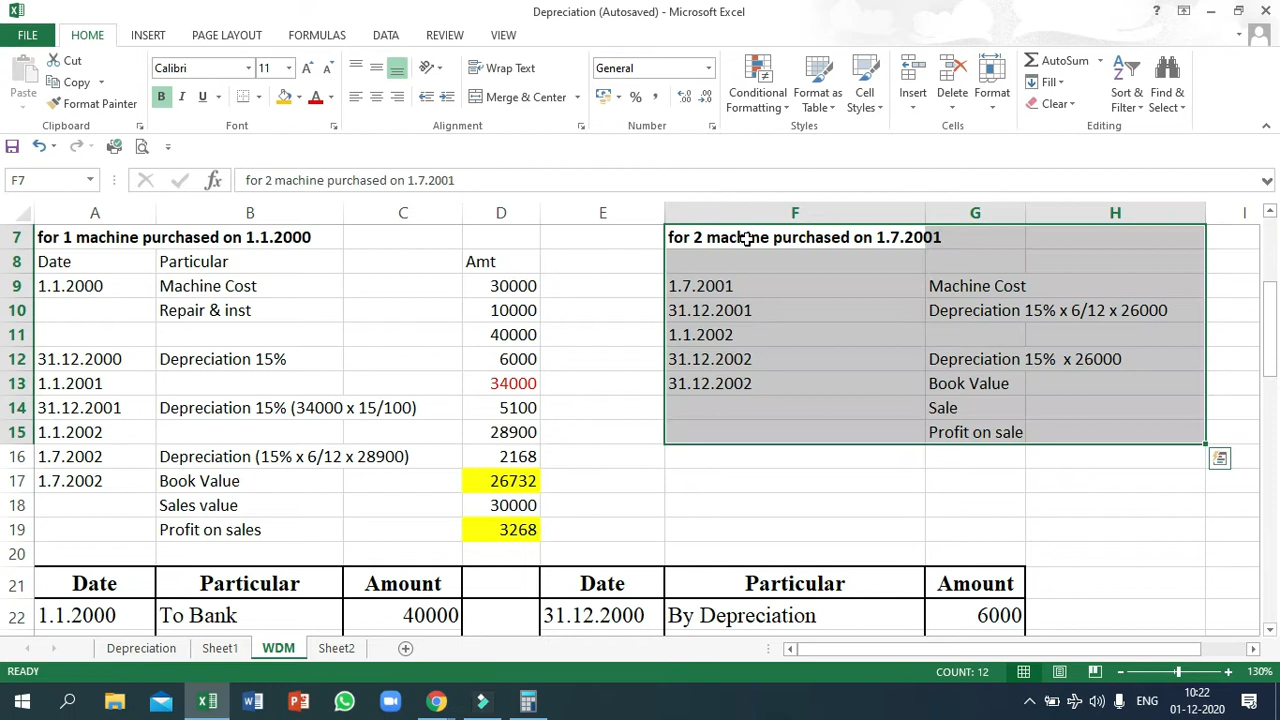 Depreciation (Autosaved) - Microsoft Excel
FILE HOME INSERT PAGE LAYOUT FORMULAS DATA REVIEW VIEW
Paste Cut Copy Format Painter
Calibri 11
B I U A
Wrap Text
Merge & Center
General
%
Conditional Formatting
Format as Table
Cell Styles
Insert Delete Format
AutoSum
Fill
Clear
Sort & Filter
Find & Select
Clipboard Font Alignment Number Styles Cells Editing
F7 fx for 2 machine purchased on 1.7.2001
A B C D E F G H I
7 for 1 machine purchased on 1.1.2000 for 2 machine purchased on 1.7.2001
8 Date Particular Amt
9 1.1.2000 Machine Cost 30000 1.7.2001 Machine Cost
10 Repair & inst 10000 31.12.2001 Depreciation 15% x 6/12 x 26000
11 40000 1.1.2002
12 31.12.2000 Depreciation 15% 6000 31.12.2002 Depreciation 15% x 26000
13 1.1.2001 34000 31.12.2002 Book Value
14 31.12.2001 Depreciation 15% (34000 x 15/100) 5100 Sale
15 1.1.2002 28900 Profit on sale
16 1.7.2002 Depreciation (15% x 6/12 x 28900) 2168
17 1.7.2002 Book Value 26732
18 Sales value 30000
19 Profit on sales 3268
20
21 Date Particular Amount Date Particular Amount
22 1.1.2000 To Bank 40000 31.12.2000 By Depreciation 6000
Depreciation Sheet1 WDM Sheet2
READY COUNT: 12 130%
ENG 10:22
01-12-2020